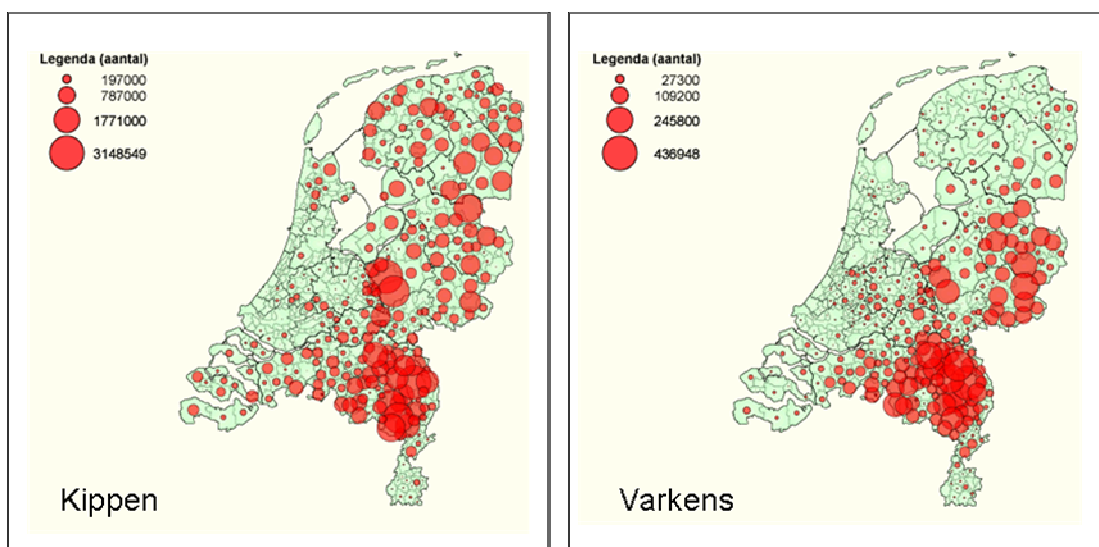 Legenda (aantal)
197000
787000
1771000
3148549
Kippen
Legenda (aantal)
27300
109200
245800
436948
Varkens